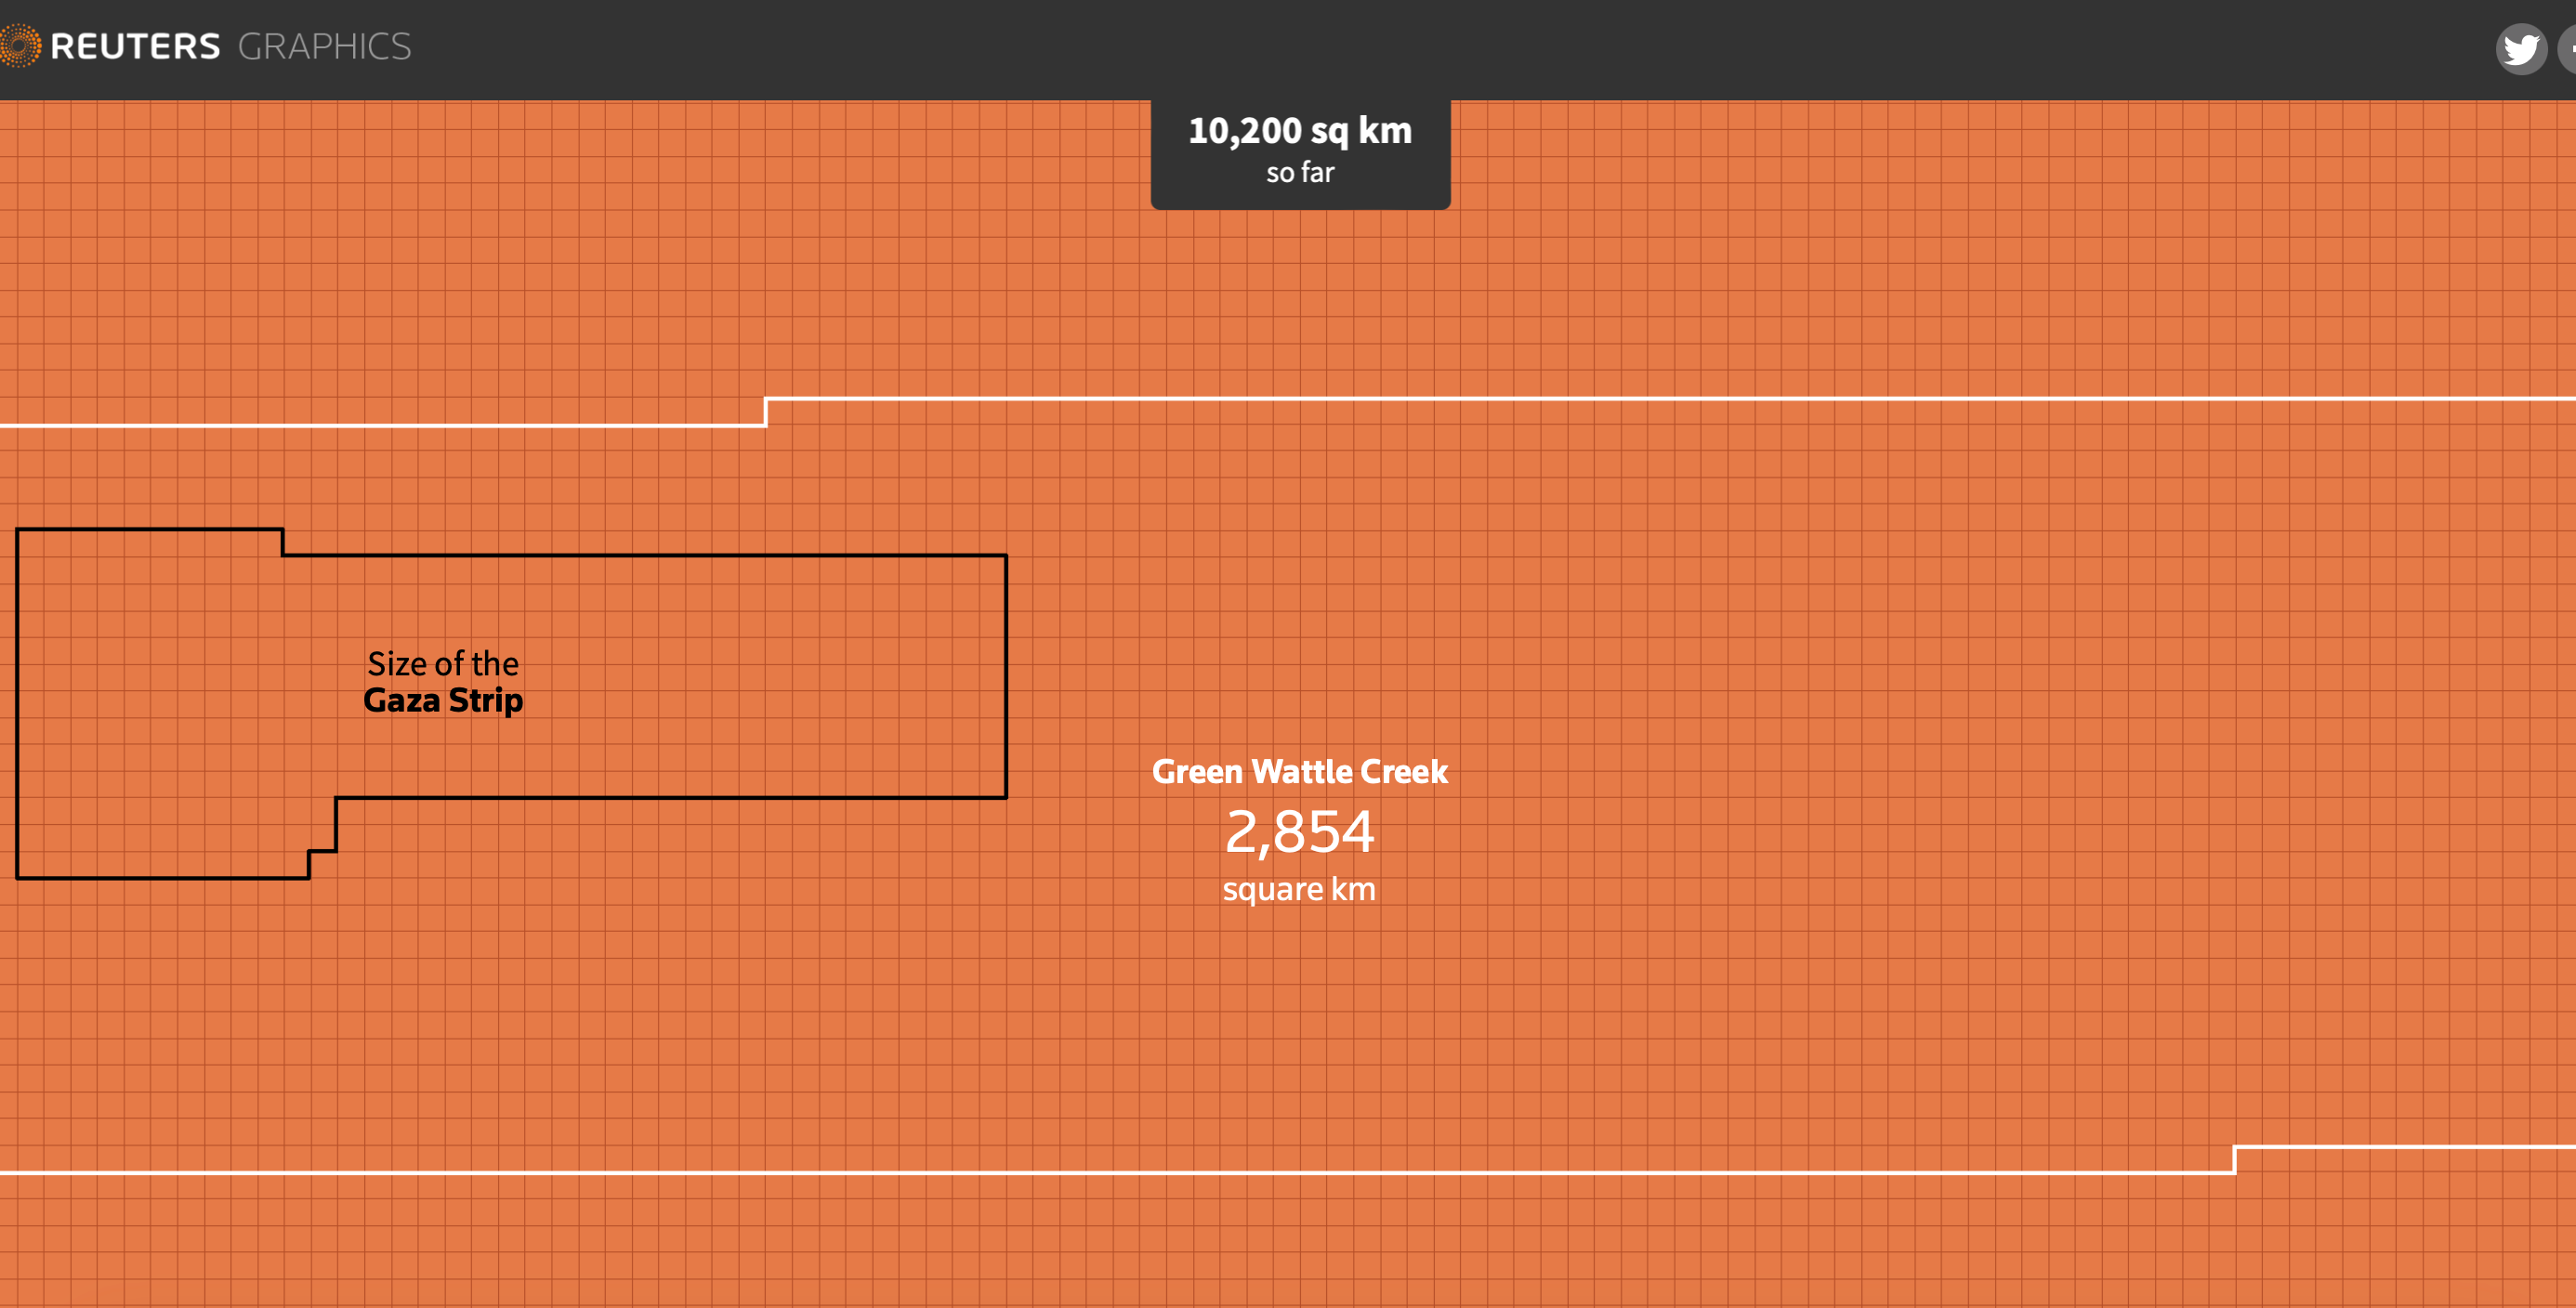 REUTERS GRAPHICS
10,200 sq km
so far
Size of the
Gaza Strip
Green Wattle Creek
2,854
square km